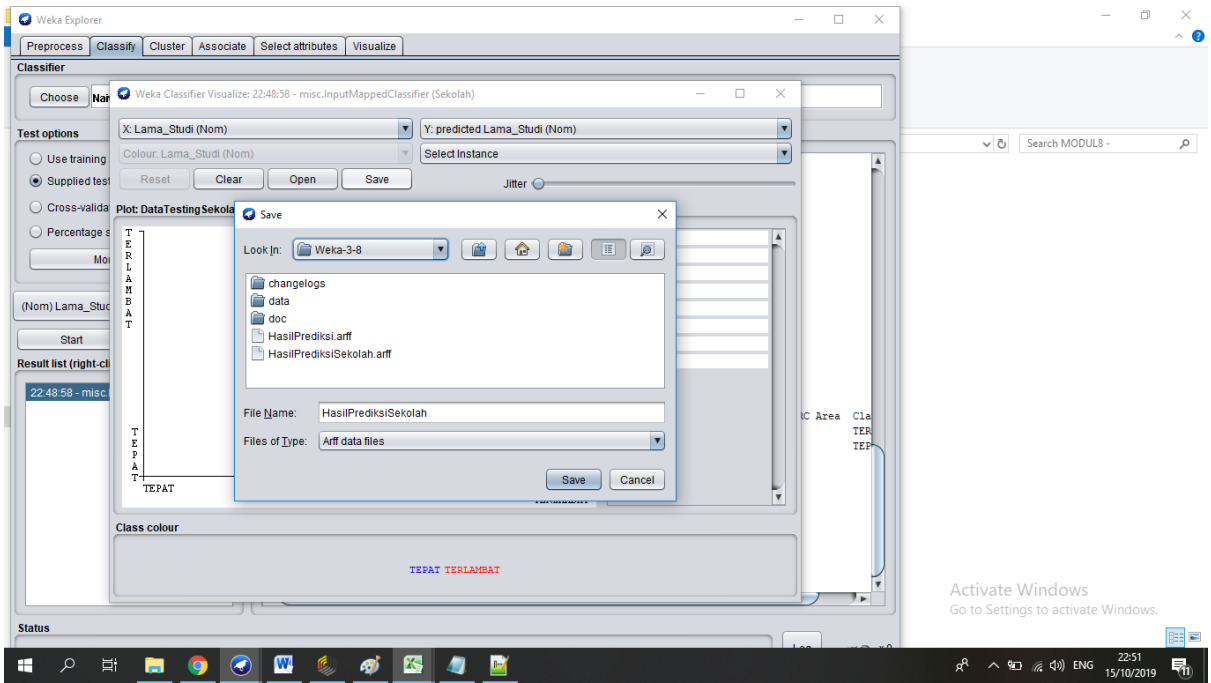 Weka Explorer
Preprocess Classify Cluster Associate Select attributes Visualize
Classifier
Choose Nai
Weka Classifier Visualize: 22:48:58 - misc.InputMappedClassifier (Sekolah)
X: Lama_Studi (Nom) Y: predicted Lama_Studi (Nom)
Colour: Lama_Studi (Nom) Select Instance
Reset Clear Open Save Jitter
Test options
Use training
Supplied test
Cross-valida
Percentage s
Mo
(Nom) Lama_Stud
Start
Result list (right-cli
22:48:58 - misc.I
Plot: DataTestingSekola
TERLAMBAT
TEPAT
TEPAT
Save
Look In: Weka-3-8
changelogs
data
doc
HasilPrediksi.arff
HasilPrediksiSekolah.arff
File Name: HasilPrediksiSekolah
Files of Type: Arff data files
Save Cancel
RC Area Cla
TER
TEP
Class colour
TEPAT TERLAMBAT
Status
Search MODUL8 -
Activate Windows
Go to Settings to activate Windows.
ENG
22:51
15/10/2019
11